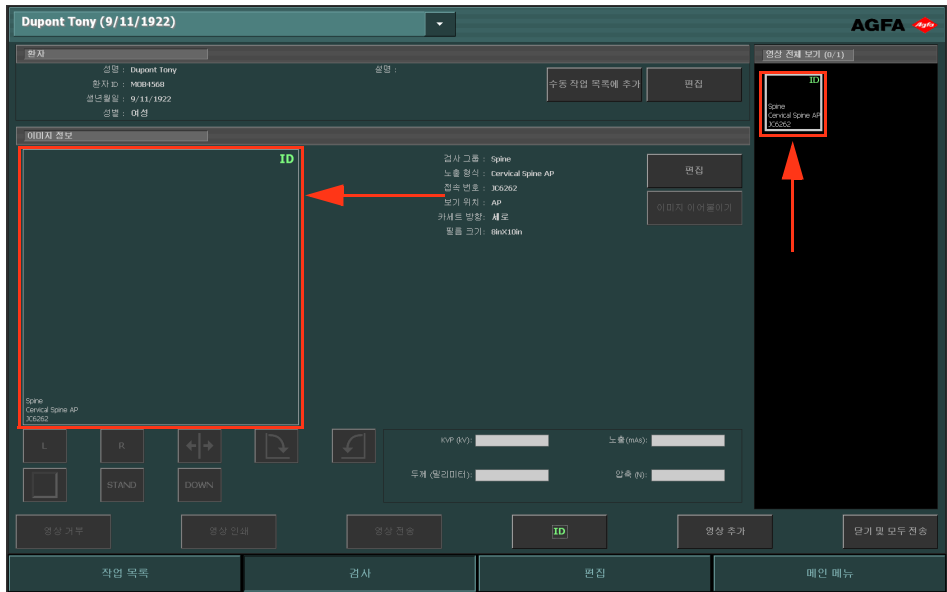 Dupont Tony (9/11/1922)
AGFA
환자
성명 : Dupont Tony
환자 ID : MOB4568
생년월일 : 9/11/1922
성별 : 여성
설명 :
수동 작업 목록에 추가
편집
영상 전체 보기 (0/1)
ID
Spine
Cervical Spine AP
JC6262
이미지 정보
ID
Spine
Cervical Spine AP
JC6262
검사 그룹 : Spine
노출 형식 : Cervical Spine AP
접속 번호 : JC6262
보기 위치 : AP
카세트 방향: 세로
필름 크기: 8inX10in
편집
이미지 이어붙이기
L
R
STAND
DOWN
KVP (kV):
노출(mAs):
두께 (밀리미터):
압축 (N):
영상 거부
영상 인쇄
영상 전송
ID
영상 추가
닫기 및 모두 전송
작업 목록
검사
편집
메인 메뉴